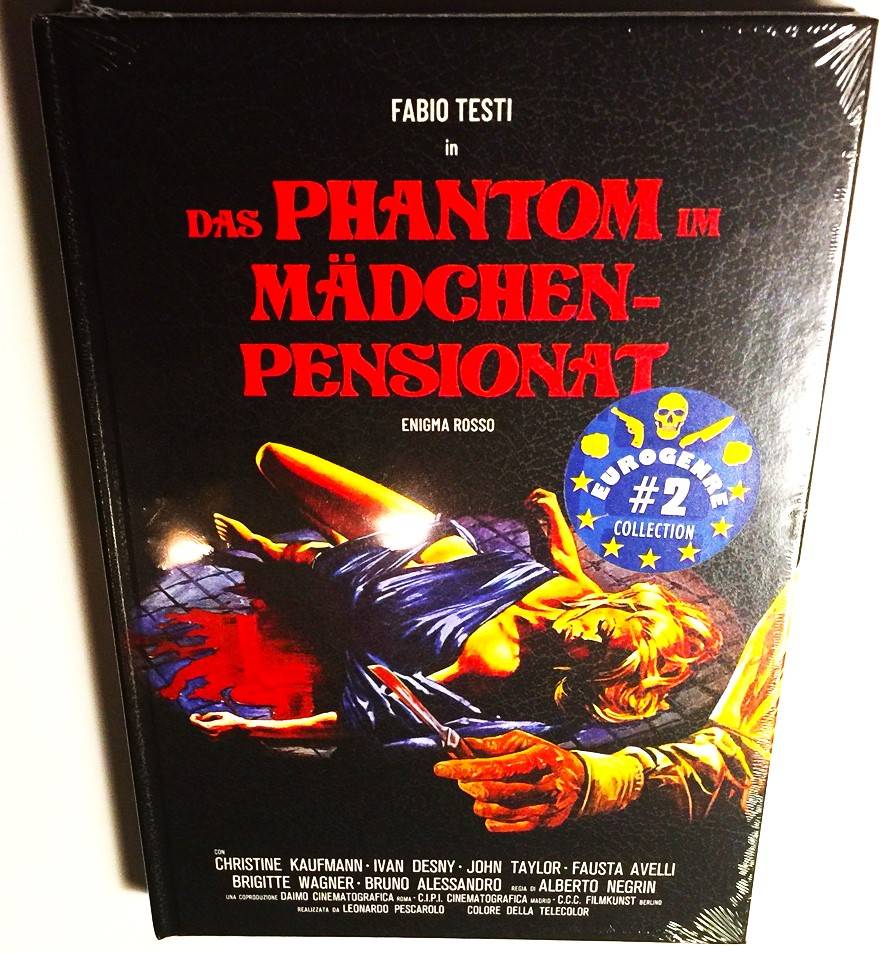 FABIO TESTI
in
DAS PHANTOM IM
MÄDCHEN-
PENSIONAT
ENIGMA ROSSO
EUROGENRE
#2
COLLECTION
CON
CHRISTINE KAUFMANN · IVAN DESNY · JOHN TAYLOR · FAUSTA AVELLI
BRIGITTE WAGNER · BRUNO ALESSANDRO REGIA DI ALBERTO NEGRIN
UNA COPRODUZIONE DAIMO CINEMATOGRAFICA ROMA · C.I.P.I. CINEMATOGRAFICA MADRID · C.C.C. FILMKUNST BERLINO
REALIZZATA DA LEONARDO PESCAROLO COLORE DELLA TELECOLOR